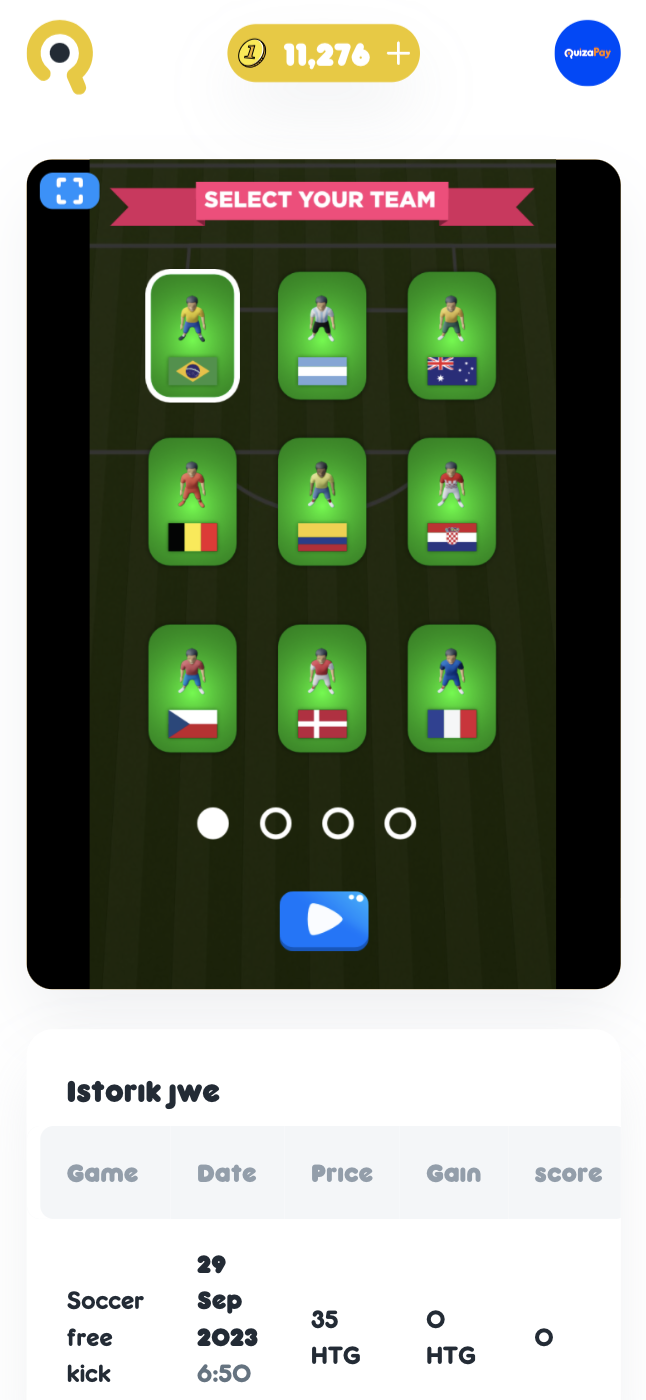 1 11,276 +
QuizaPay
SELECT YOUR TEAM
Istorik jwe
Game Date Price Gain score
Soccer free kick
29 Sep 2023 6:50
35 HTG
0 HTG
0